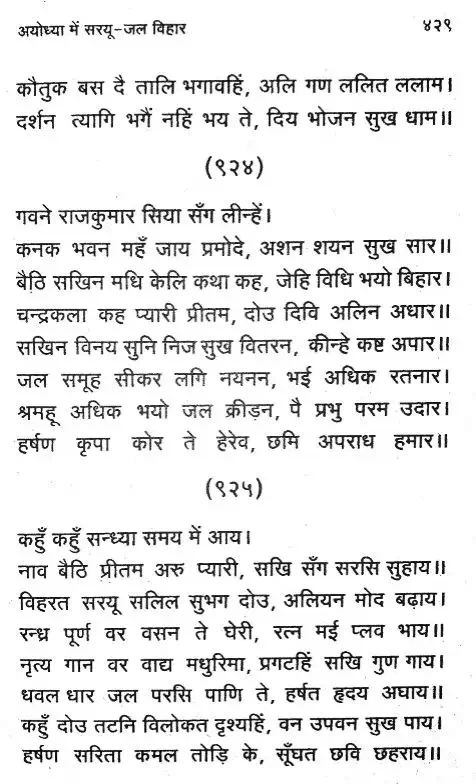 अयोध्या में सरयू-जल विहार ४२९
कौतुक बस दै तालि भगावहिं, अलि गण ललित ललाम।
दर्शन त्यागि भगैं नहिं भय ते, दिय भोजन सुख धाम॥
(९२४)
गवने राजकुमार सिया सँग लीन्हें।
कनक भवन महँ जाय प्रमोदे, अशन शयन सुख सार॥
बैठि सखिन मधि केलि कथा कह, जेहि विधि भयो बिहार।
चन्द्रकला कह प्यारी प्रीतम, दोउ दिवि अलिन अधार॥
सखिन विनय सुनि निज सुख वितरन, कीन्हे कष्ट अपार॥
जल समूह सीकर लगि नयनन, भई अधिक रतनार।
श्रमहू अधिक भयो जल क्रीड़न, पै प्रभु परम उदार।
हर्षण कृपा कोर ते हेरेव, छमि अपराध हमार॥
(९२५)
कहुँ कहुँ सन्ध्या समय में आय।
नाव बैठि प्रीतम अरु प्यारी, सखि सँग सरसि सुहाय॥
विहरत सरयू सलिल सुभग दोउ, अलियन मोद बढ़ाय।
रन्ध्र पूर्ण वर वसन ते घेरी, रत्न मई प्लव भाय॥
नृत्य गान वर वाद्य मधुरिमा, प्रगटहिं सखि गुण गाय।
धवल धार जल परसि पाणि ते, हर्षत हृदय अघाय॥
कहुँ दोउ तटनि विलोकत दृश्यहिं, वन उपवन सुख पाय।
हर्षण सरिता कमल तोड़ि के, सूँघत छवि छहराय॥